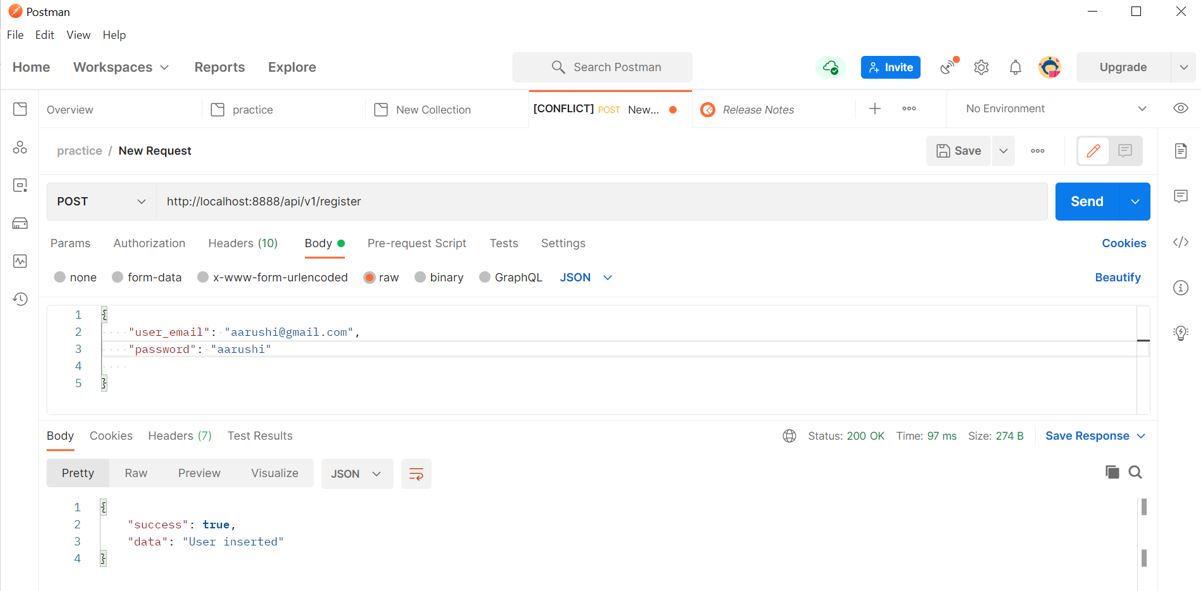 Postman
File Edit View Help
Home Workspaces Reports Explore Search Postman Invite Upgrade
Overview practice New Collection [CONFLICT] POST New... Release Notes No Environment
practice / New Request Save
POST http://localhost:8888/api/v1/register Send
Params Authorization Headers (10) Body Pre-request Script Tests Settings Cookies
none form-data x-www-form-urlencoded raw binary GraphQL JSON Beautify
1 {
2 "user_email": "aarushi@gmail.com",
3 "password": "aarushi"
4
5 }
Body Cookies Headers (7) Test Results Status: 200 OK Time: 97 ms Size: 274 B Save Response
Pretty Raw Preview Visualize JSON
1 {
2 "success": true,
3 "data": "User inserted"
4 }